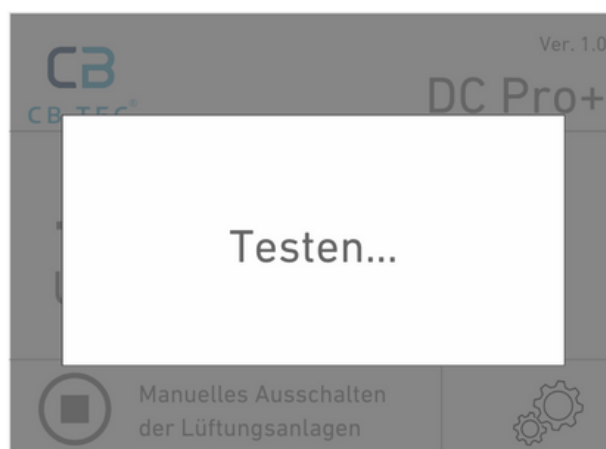 CB
Ver. 1.0
DC Pro+
CB TEC®
Testen...
Manuelles Ausschalten
der Lüftungsanlagen